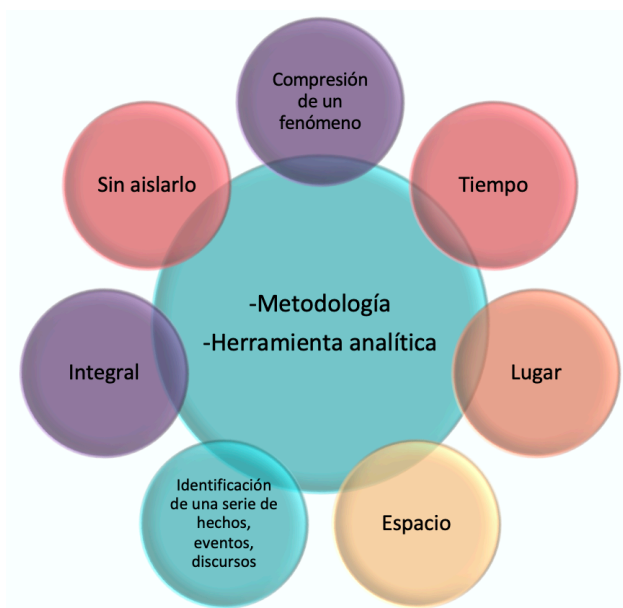 Compresión
de un
fenómeno
Tiempo
Lugar
Espacio
Identificación
de una serie de
hechos,
eventos,
discursos
Integral
Sin aislarlo
-Metodología
-Herramienta analítica